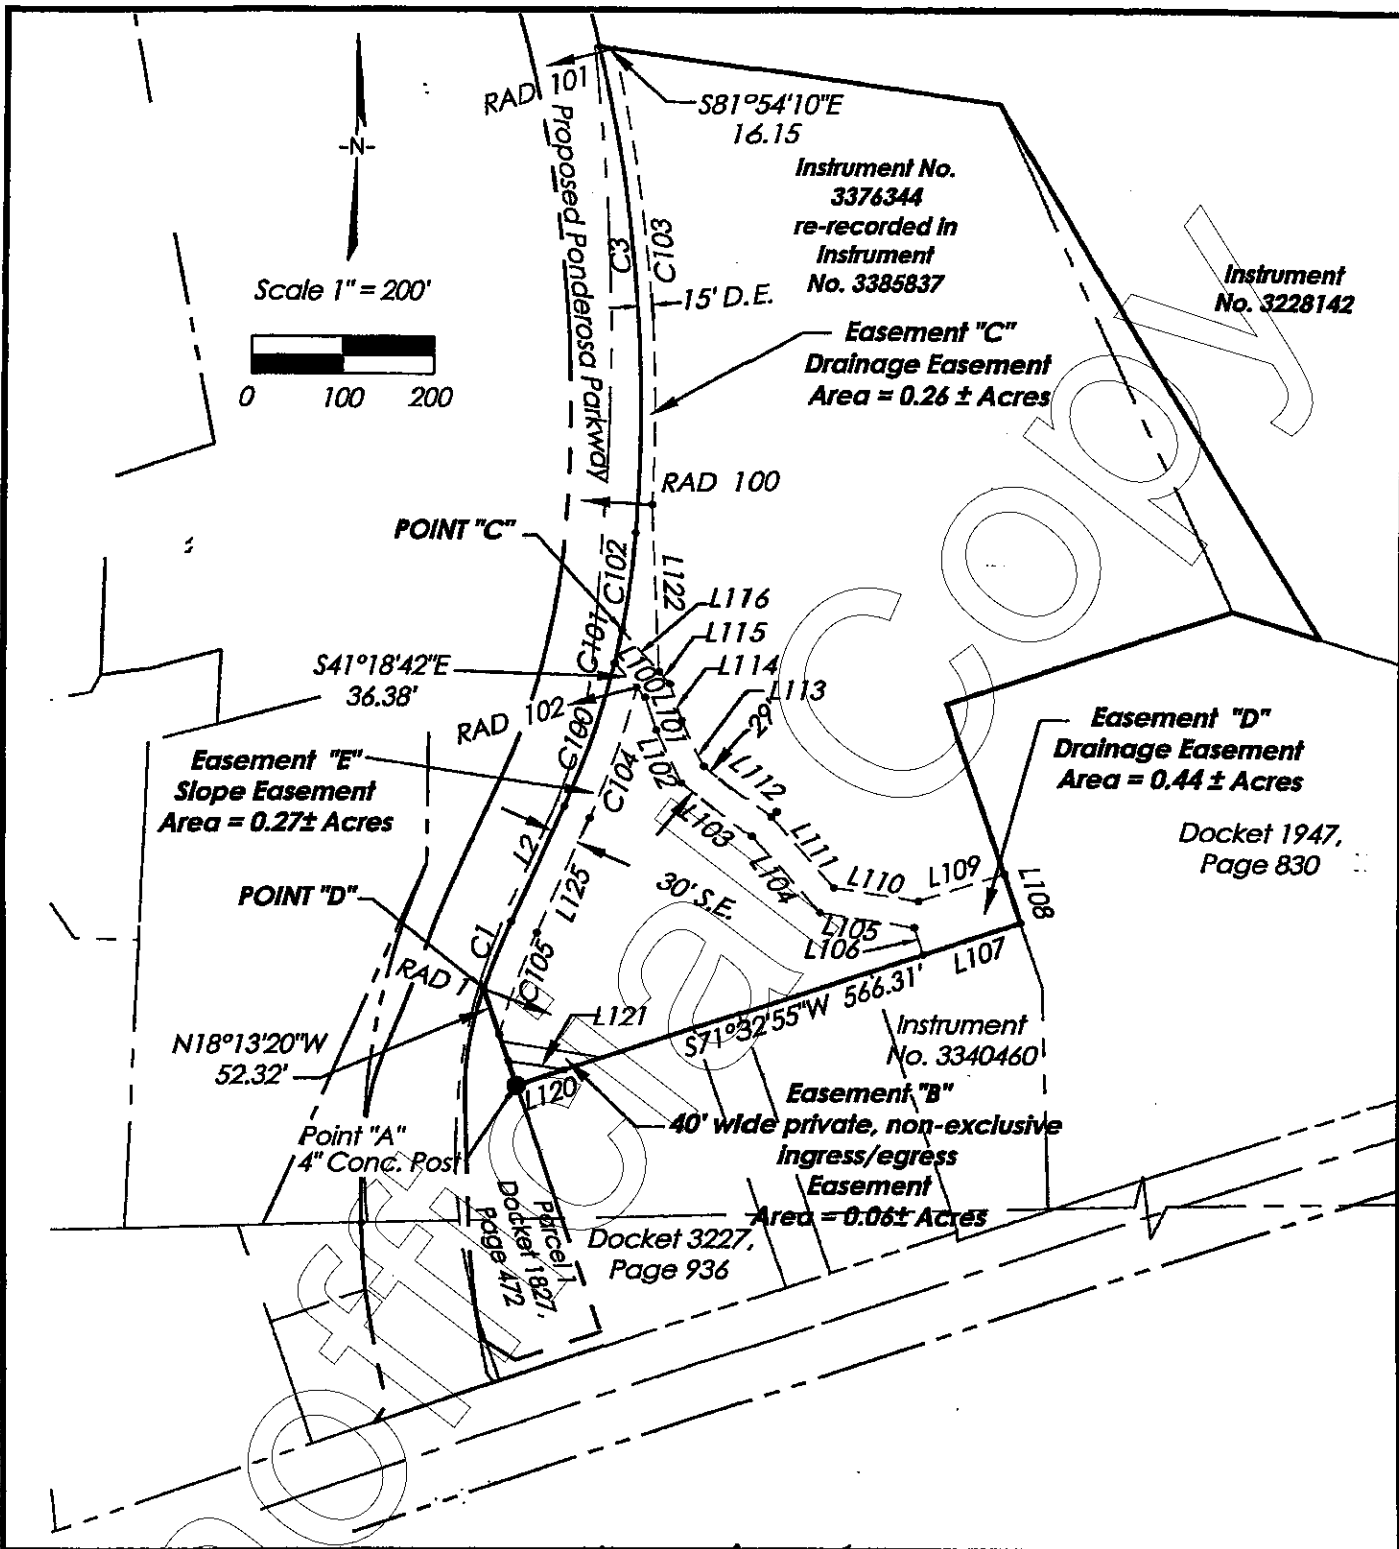 RAD 101
S81°54'10"E
16.15
-N-
Proposed Ponderosa Parkway
Instrument No.
3376344
re-recorded in
Instrument
No. 3385837
C3
C103
Instrument
No. 3228142
Scale 1" = 200'
15' D.E.
Easement "C"
Drainage Easement
Area = 0.26 ± Acres
0 100 200
RAD 100
POINT "C"
C102
L122
L116
C101
L115
L100
L114
S41°18'42"E
36.38'
L113
RAD 102
L101
29'
Easement "D"
Drainage Easement
Area = 0.44 ± Acres
C100
L102
L112
Easement "E"
Slope Easement
Area = 0.27± Acres
C104
L103
L111
Docket 1947,
Page 830
L2
L110
L109
L108
L104
L125
30' S.E.
POINT "D"
L105
C1
L106
L107
C105
RAD 1
S71°32'55"W 566.31'
L121
Instrument
No. 3340460
N18°13'20"W
52.32'
L120
Easement "B"
40' wide private, non-exclusive
ingress/egress
Easement
Area = 0.06± Acres
Point "A"
4" Conc. Post
Parcel 1
Docket 1827,
Page 472
Docket 3227,
Page 936
Unofficial Copy